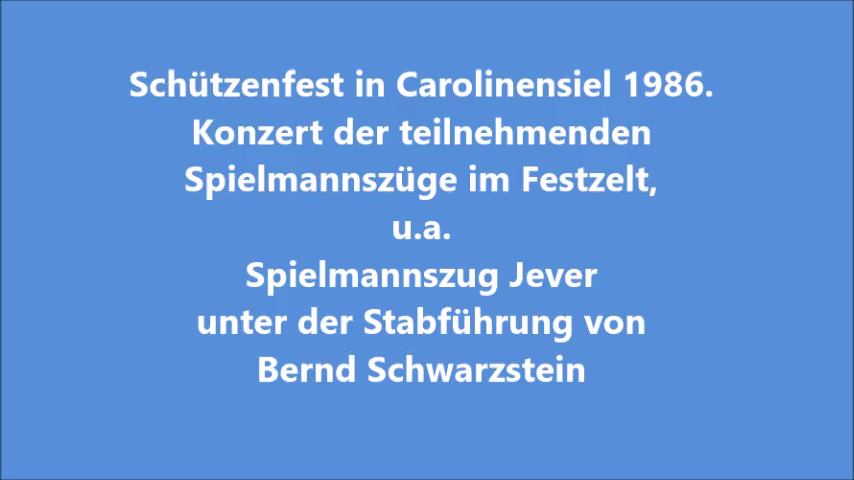 Schützenfest in Carolinensiel 1986.
Konzert der teilnehmenden
Spielmannszüge im Festzelt,
u.a.
Spielmannszug Jever
unter der Stabführung von
Bernd Schwarzstein